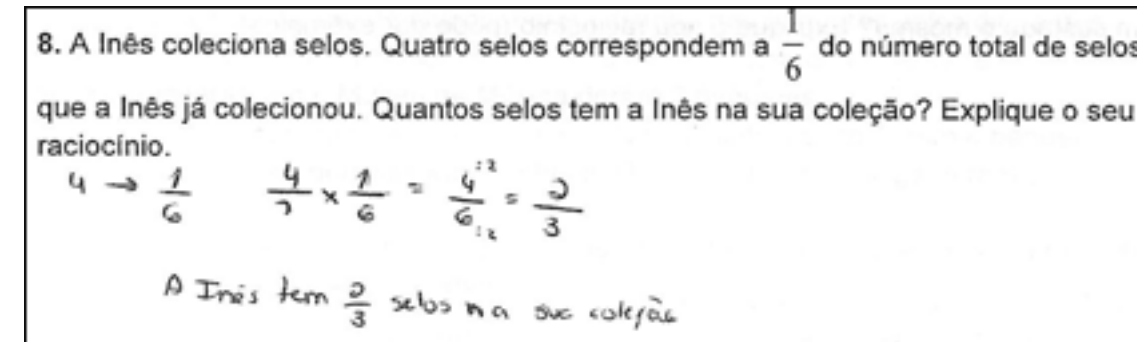 8. A Inês coleciona selos. Quatro selos correspondem a 1/6 do número total de selos
que a Inês já colecionou. Quantos selos tem a Inês na sua coleção? Explique o seu
raciocínio.
4 → 1/6 4/1 × 1/6 = 4:2/6:2 = 2/3
A Inês tem 2/3 selos na sua coleção